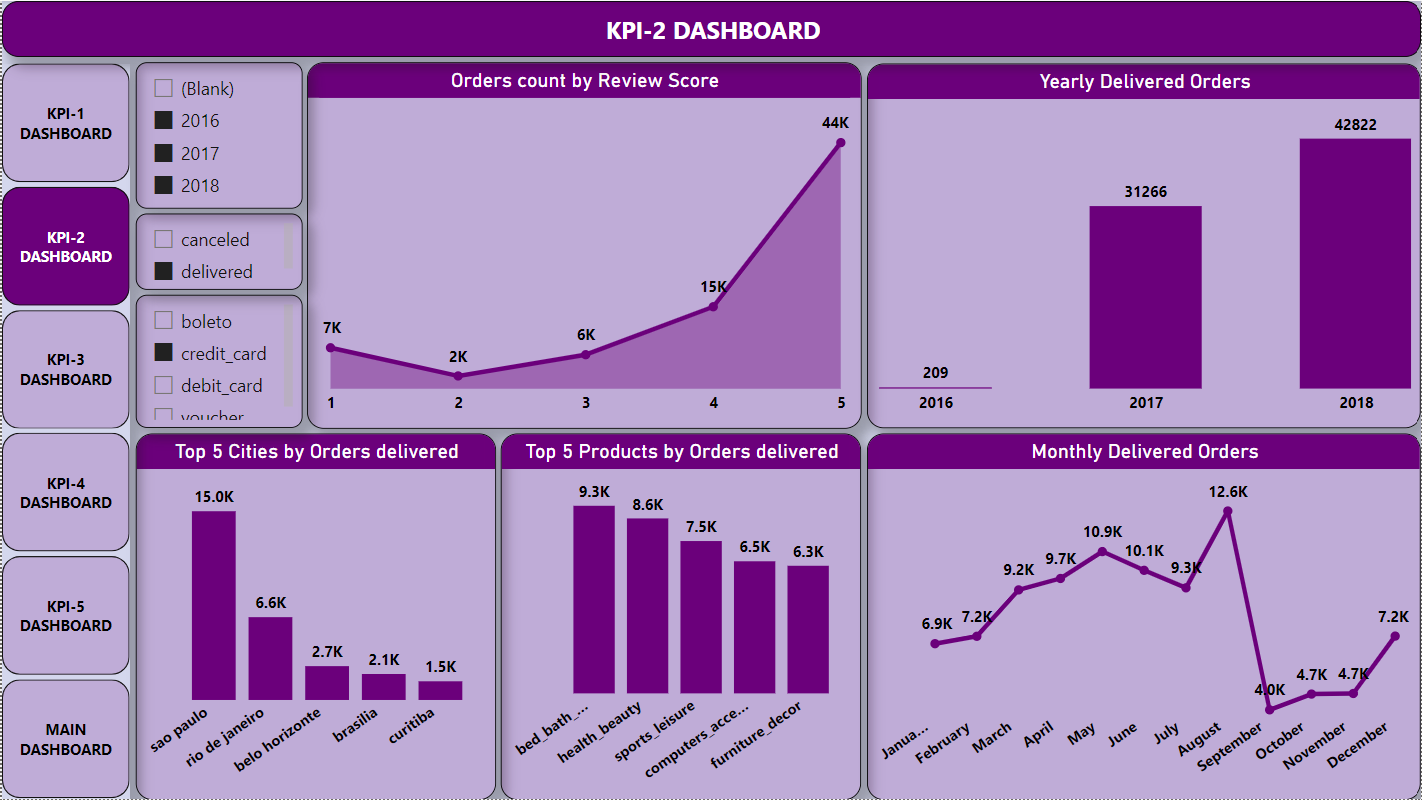 KPI-2 DASHBOARD
KPI-1
DASHBOARD
KPI-2
DASHBOARD
KPI-3
DASHBOARD
KPI-4
DASHBOARD
KPI-5
DASHBOARD
MAIN
DASHBOARD
(Blank)
2016
2017
2018
canceled
delivered
boleto
credit_card
debit_card
voucher
Orders count by Review Score
7K
2K
6K
15K
44K
1 2 3 4 5
Yearly Delivered Orders
209
31266
42822
2016 2017 2018
Top 5 Cities by Orders delivered
15.0K
6.6K
2.7K
2.1K
1.5K
sao paulo
rio de janeiro
belo horizonte
brasilia
curitiba
Top 5 Products by Orders delivered
9.3K
8.6K
7.5K
6.5K
6.3K
bed_bath_...
health_beauty
sports_leisure
computers_acce...
furniture_decor
Monthly Delivered Orders
6.9K
7.2K
9.2K
9.7K
10.9K
10.1K
9.3K
12.6K
4.0K
4.7K
4.7K
7.2K
Janua...
February
March
April
May
June
July
August
September
October
November
December